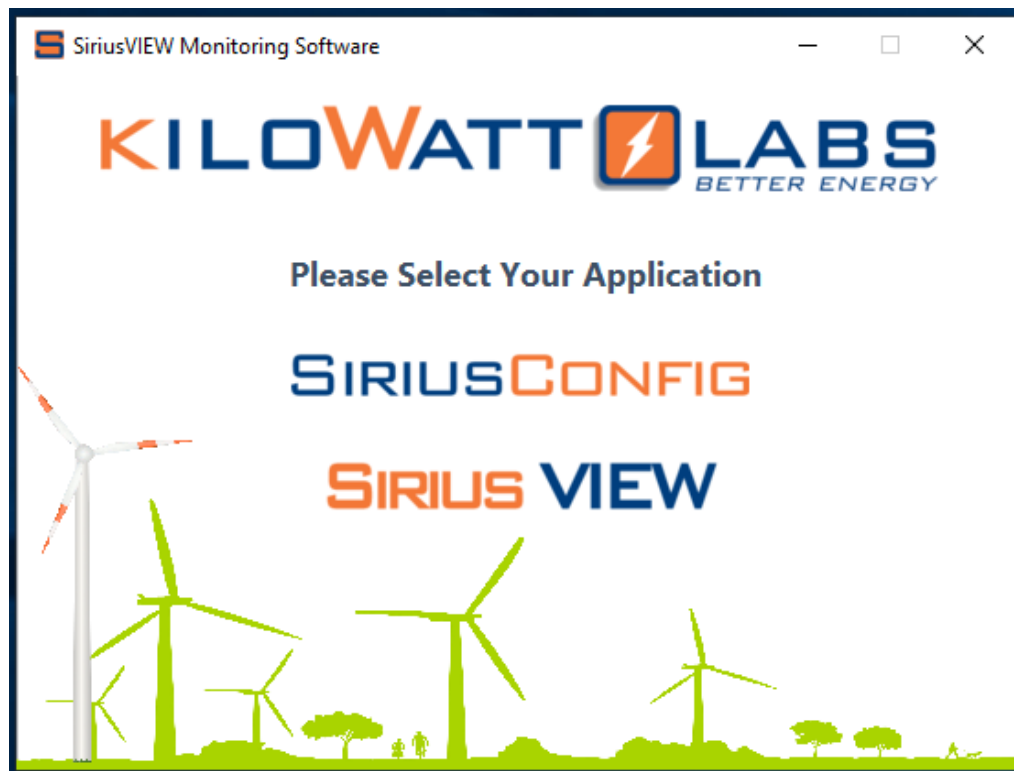 SiriusVIEW Monitoring Software
KILOWATT LABS
BETTER ENERGY
Please Select Your Application
SIRIUSCONFIG
SIRIUS VIEW